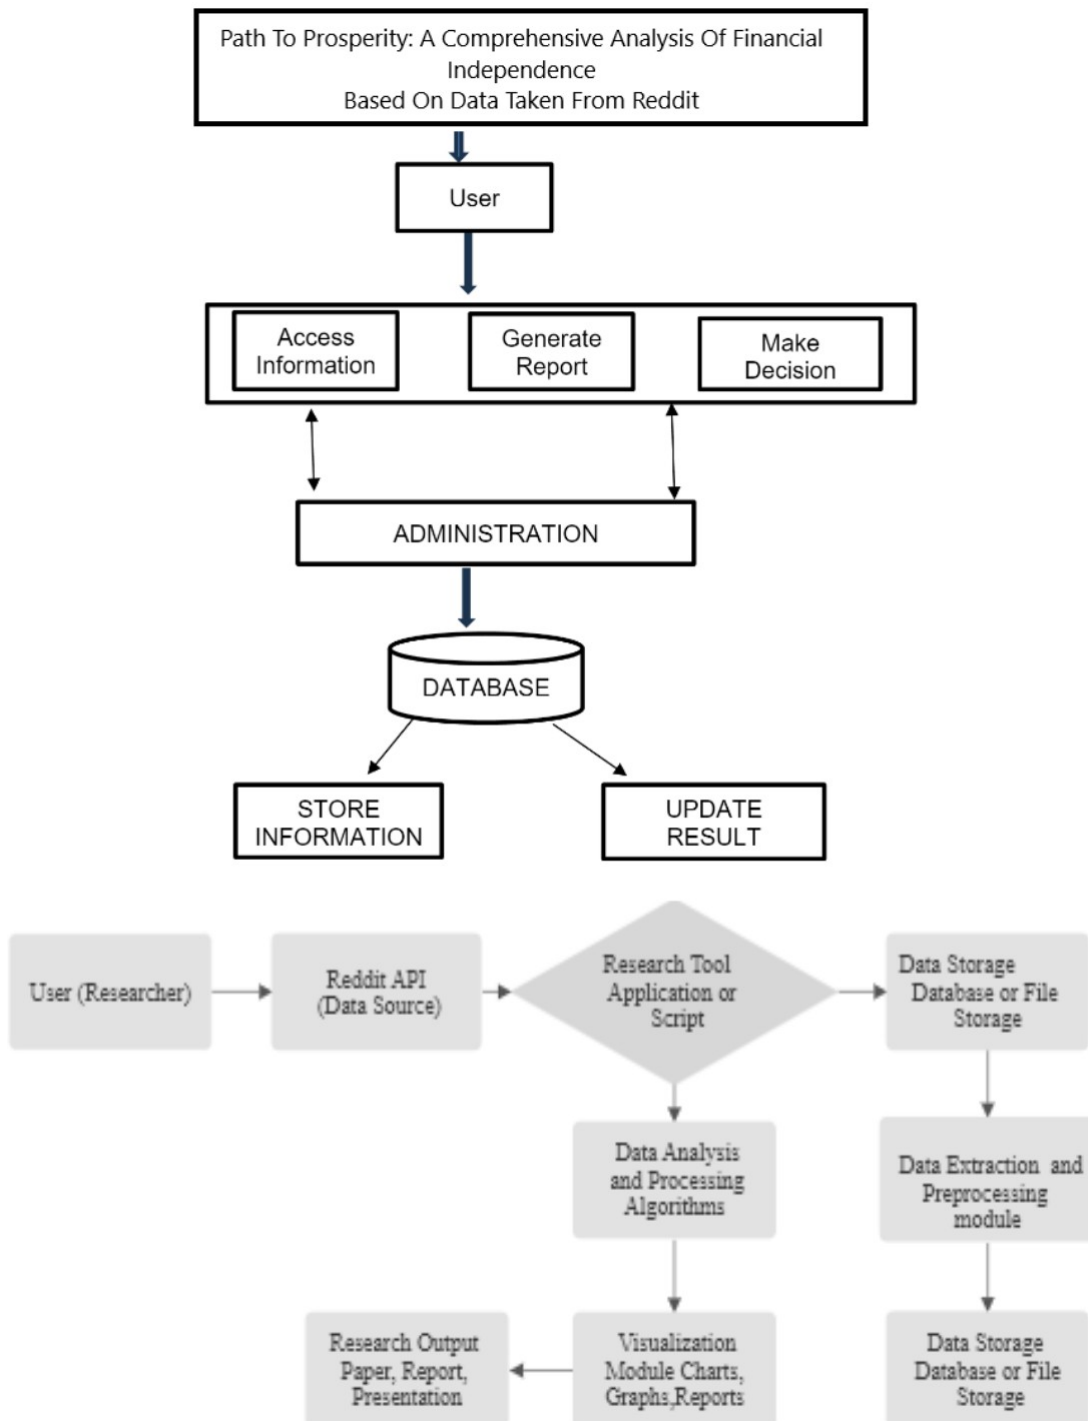 Path To Prosperity: A Comprehensive Analysis Of Financial
Independence
Based On Data Taken From Reddit
User
Access
Information
Generate
Report
Make
Decision
ADMINISTRATION
DATABASE
STORE
INFORMATION
UPDATE
RESULT
User (Researcher)
Reddit API
(Data Source)
Research Tool
Application or
Script
Data Storage
Database or File
Storage
Data Analysis
and Processing
Algorithms
Data Extraction and
Preprocessing
module
Research Output
Paper, Report,
Presentation
Visualization
Module Charts,
Graphs,Reports
Data Storage
Database or File
Storage